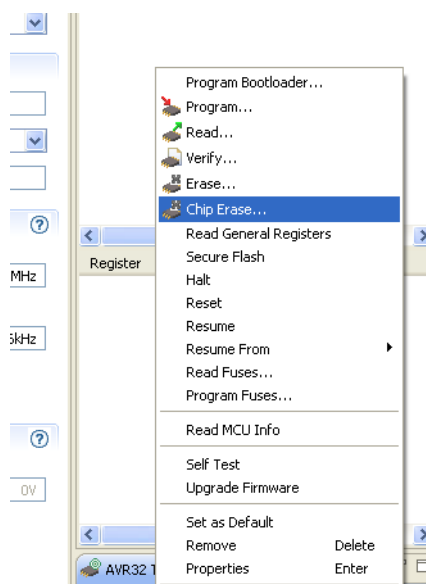 Program Bootloader...
Program...
Read...
Verify...
Erase...
Chip Erase...
Read General Registers
Register
Secure Flash
MHz
Halt
Reset
Resume
5kHz
Resume From
Read Fuses...
Program Fuses...
Read MCU Info
Self Test
0V
Upgrade Firmware
Set as Default
Remove Delete
AVR32
Properties Enter